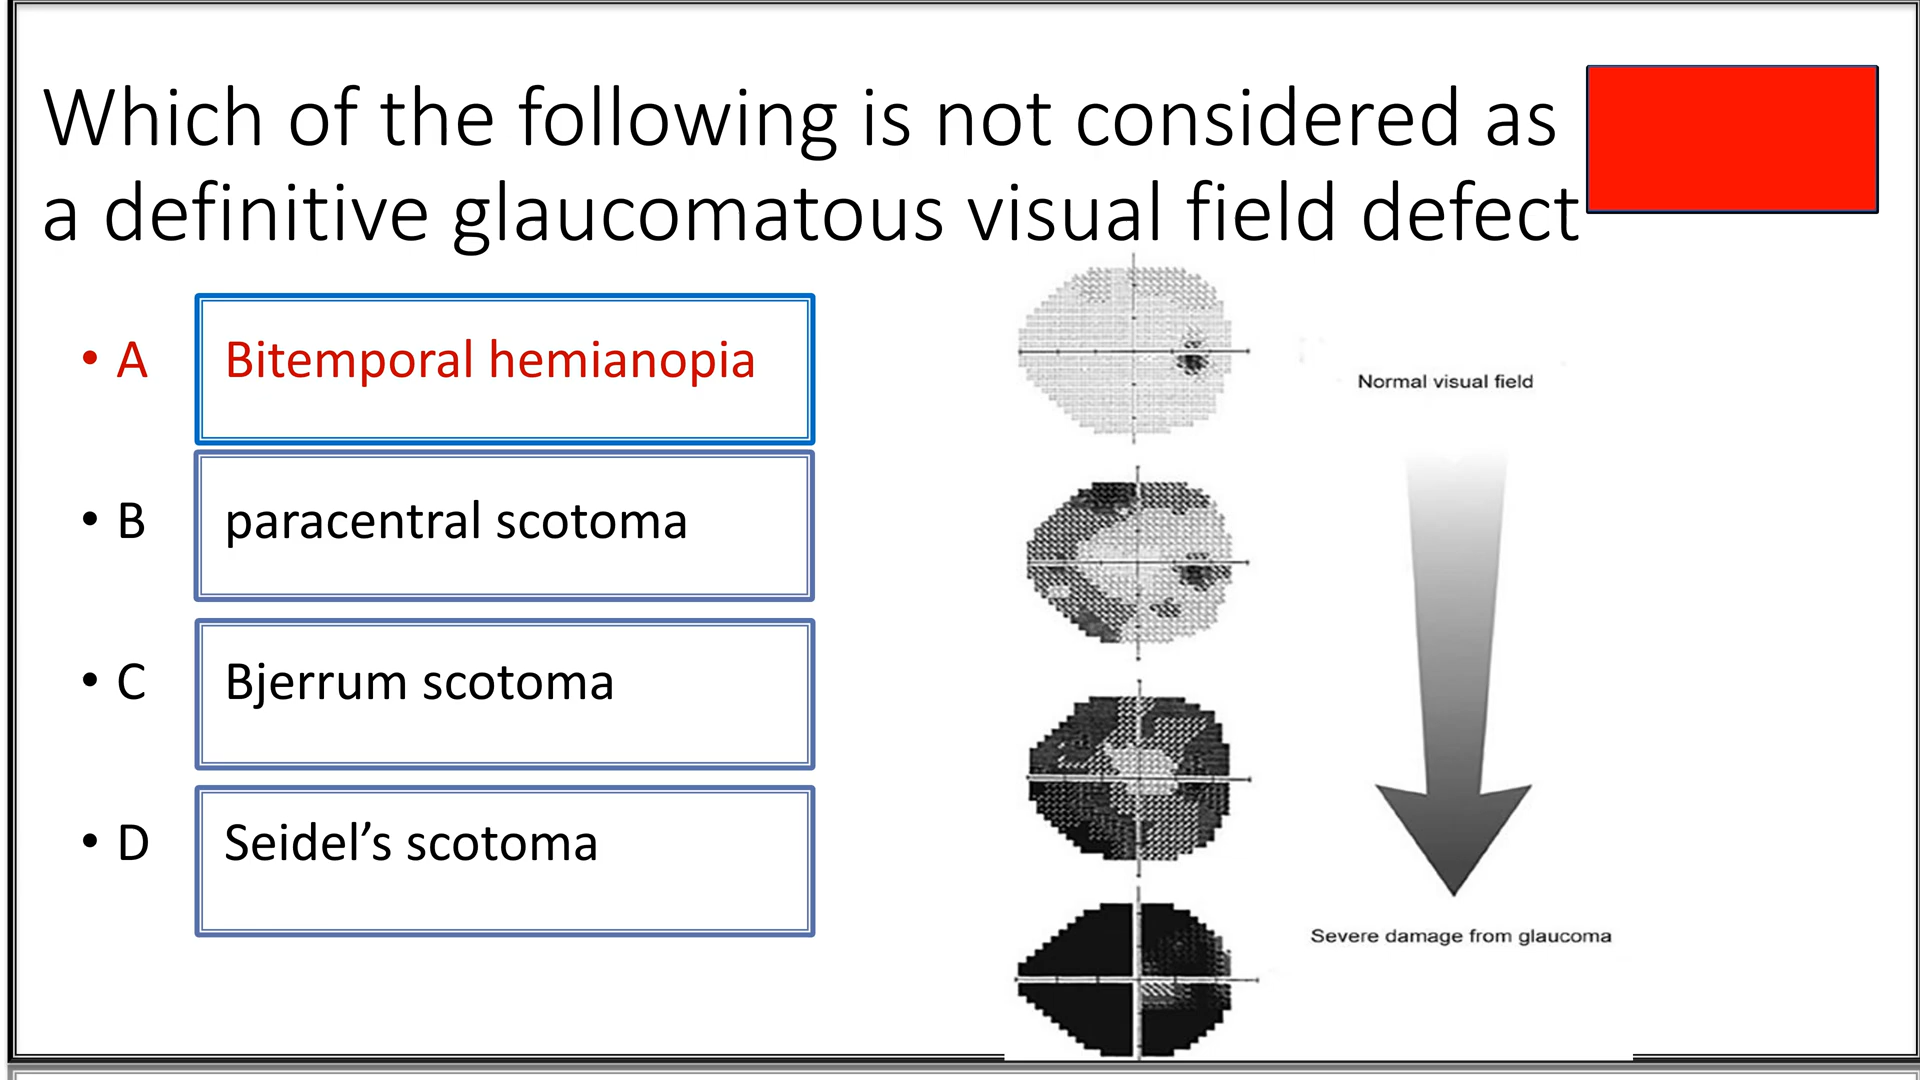 Which of the following is not considered as
a definitive glaucomatous visual field defect
• A Bitemporal hemianopia
• B paracentral scotoma
• C Bjerrum scotoma
• D Seidel’s scotoma
Normal visual field
Severe damage from glaucoma